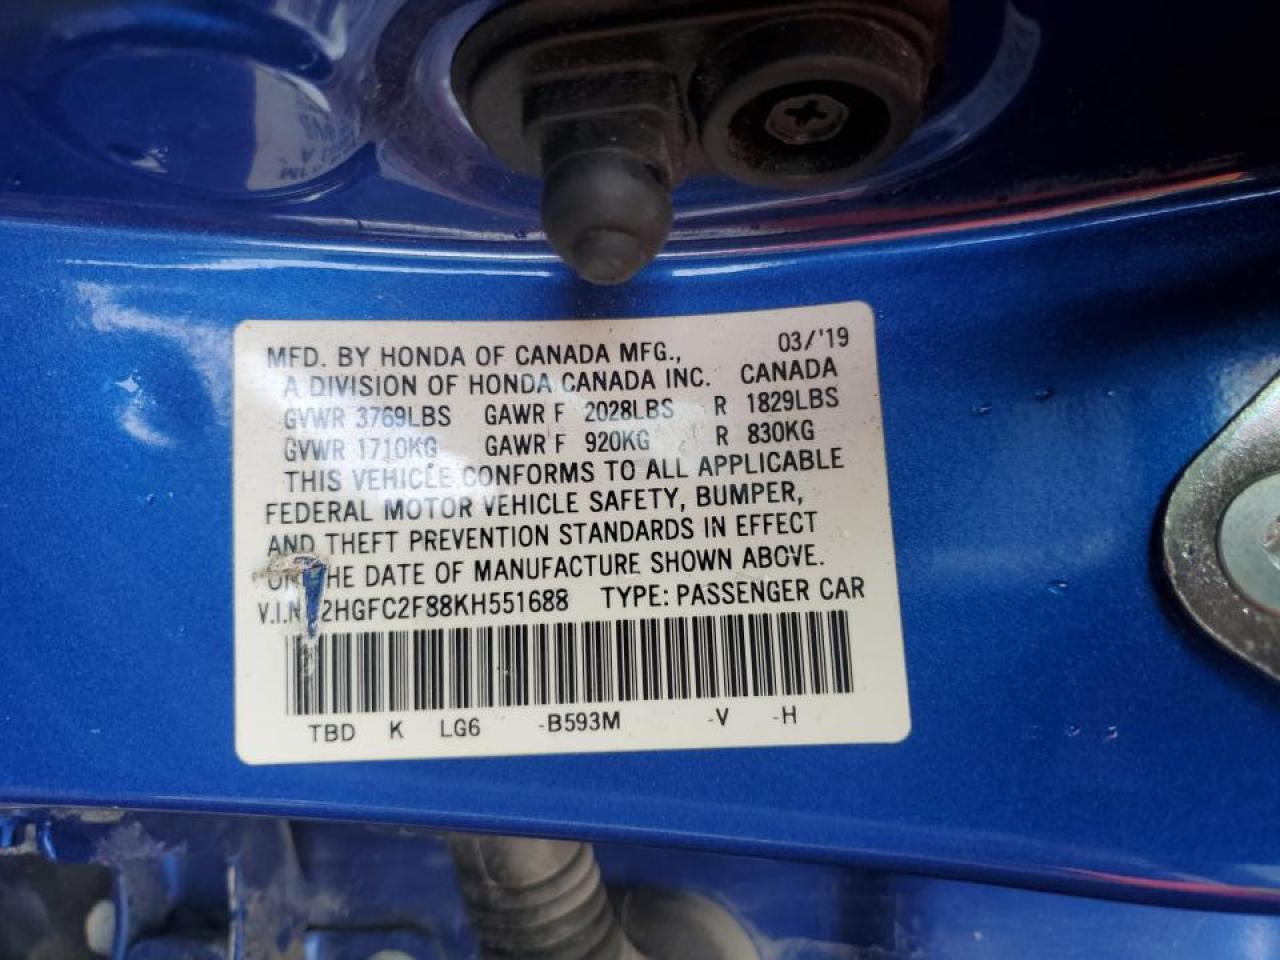 MFD. BY HONDA OF CANADA MFG., 03/'19
A DIVISION OF HONDA CANADA INC. CANADA
GVWR 3769LBS GAWR F 2028LBS R 1829LBS
GVWR 1710KG GAWR F 920KG R 830KG
THIS VEHICLE CONFORMS TO ALL APPLICABLE
FEDERAL MOTOR VEHICLE SAFETY, BUMPER,
AND THEFT PREVENTION STANDARDS IN EFFECT
ON THE DATE OF MANUFACTURE SHOWN ABOVE.
V.I.N 2HGFC2F88KH551688 TYPE: PASSENGER CAR
TBD K LG6 -B593M -V -H